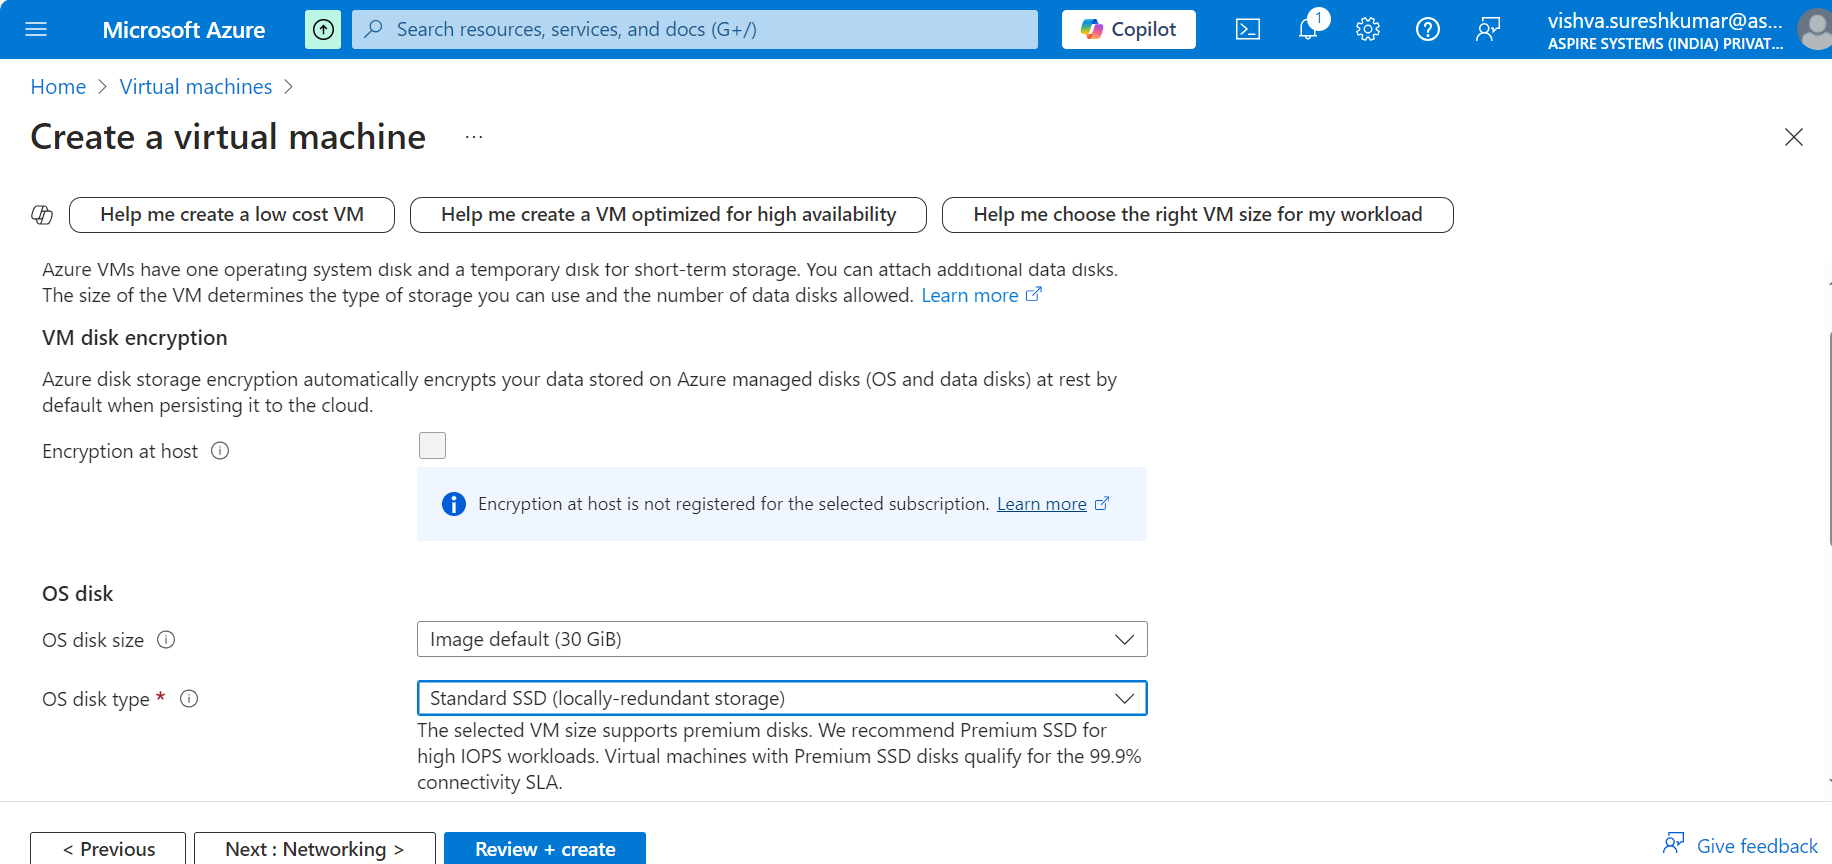 Microsoft Azure
Search resources, services, and docs (G+/)
Copilot
1
vishva.sureshkumar@as...
ASPIRE SYSTEMS (INDIA) PRIVAT...
Home > Virtual machines >
Create a virtual machine ...
Help me create a low cost VM
Help me create a VM optimized for high availability
Help me choose the right VM size for my workload
Azure VMs have one operating system disk and a temporary disk for short-term storage. You can attach additional data disks.
The size of the VM determines the type of storage you can use and the number of data disks allowed. Learn more
VM disk encryption
Azure disk storage encryption automatically encrypts your data stored on Azure managed disks (OS and data disks) at rest by
default when persisting it to the cloud.
Encryption at host
Encryption at host is not registered for the selected subscription. Learn more
OS disk
OS disk size
Image default (30 GiB)
OS disk type *
Standard SSD (locally-redundant storage)
The selected VM size supports premium disks. We recommend Premium SSD for
high IOPS workloads. Virtual machines with Premium SSD disks qualify for the 99.9%
connectivity SLA.
< Previous
Next : Networking >
Review + create
Give feedback